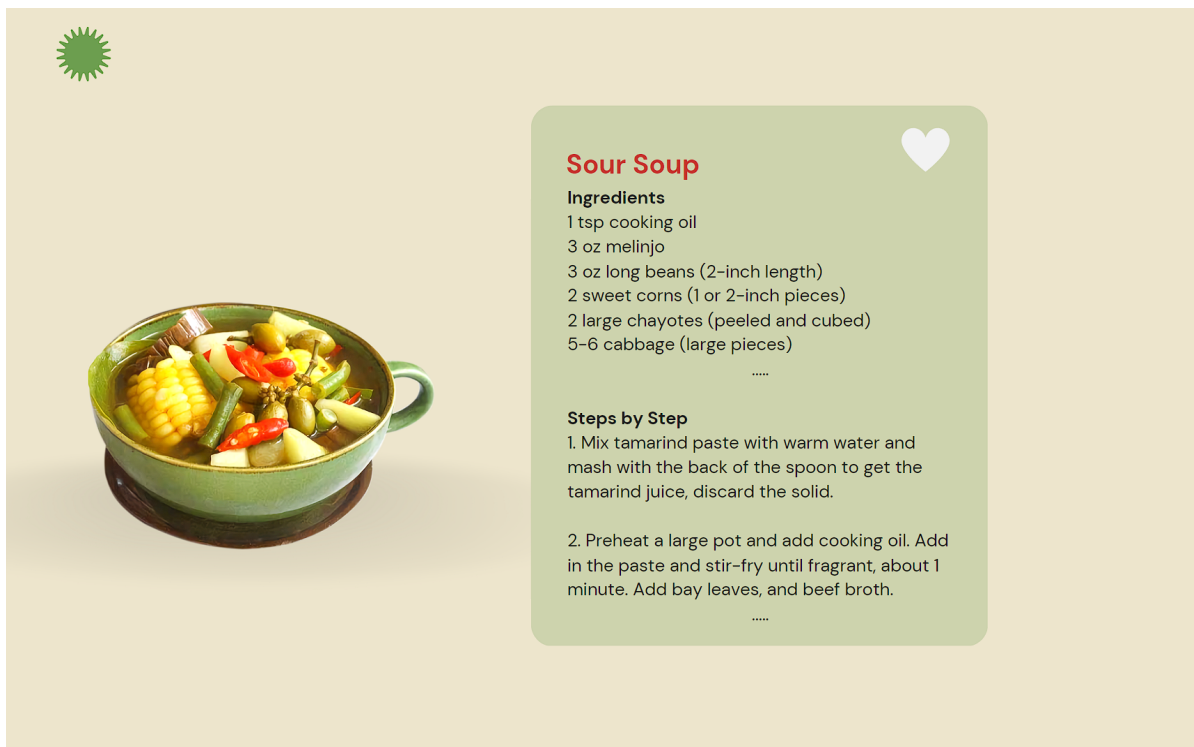 Sour Soup
Ingredients
1 tsp cooking oil
3 oz melinjo
3 oz long beans (2-inch length)
2 sweet corns (1 or 2-inch pieces)
2 large chayotes (peeled and cubed)
5-6 cabbage (large pieces)
.....
Steps by Step
1. Mix tamarind paste with warm water and
mash with the back of the spoon to get the
tamarind juice, discard the solid.
2. Preheat a large pot and add cooking oil. Add
in the paste and stir-fry until fragrant, about 1
minute. Add bay leaves, and beef broth.
.....